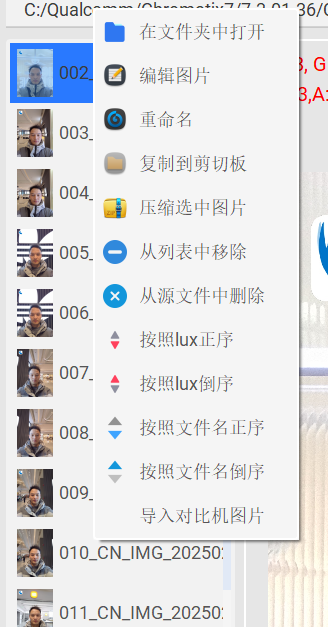 C:/Qualcomm/Chromatix7/7.3.01.36/C
在文件夹中打开
002_
3, G
编辑图片
3,A:
重命名
003_
复制到剪切板
004_
压缩选中图片
005_
从列表中移除
从源文件中删除
006_
按照lux正序
007_
按照lux倒序
008_
按照文件名正序
按照文件名倒序
009_
导入对比机图片
010_CN_IMG_20250
011_CN_IMG_20250